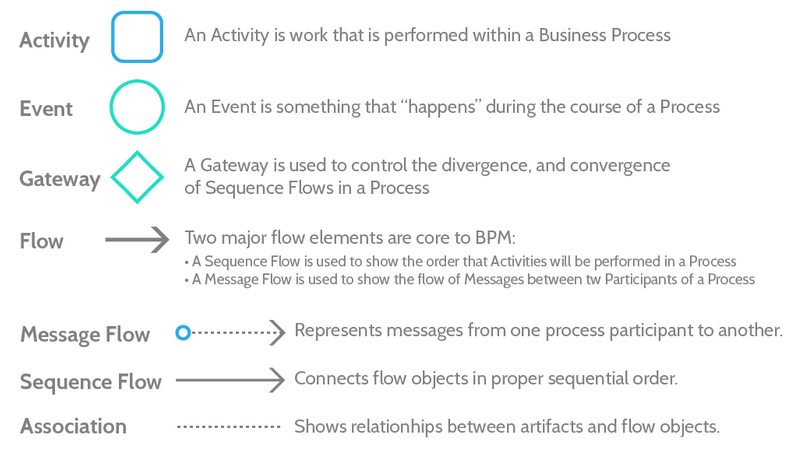 Activity An Activity is work that is performed within a Business Process
Event An Event is something that “happens” during the course of a Process
Gateway A Gateway is used to control the divergence, and convergence
of Sequence Flows in a Process
Flow Two major flow elements are core to BPM:
• A Sequence Flow is used to show the order that Activities will be performed in a Process
• A Message Flow is used to show the flow of Messages between tw Participants of a Process
Message Flow Represents messages from one process participant to another.
Sequence Flow Connects flow objects in proper sequential order.
Association Shows relationhips between artifacts and flow objects.